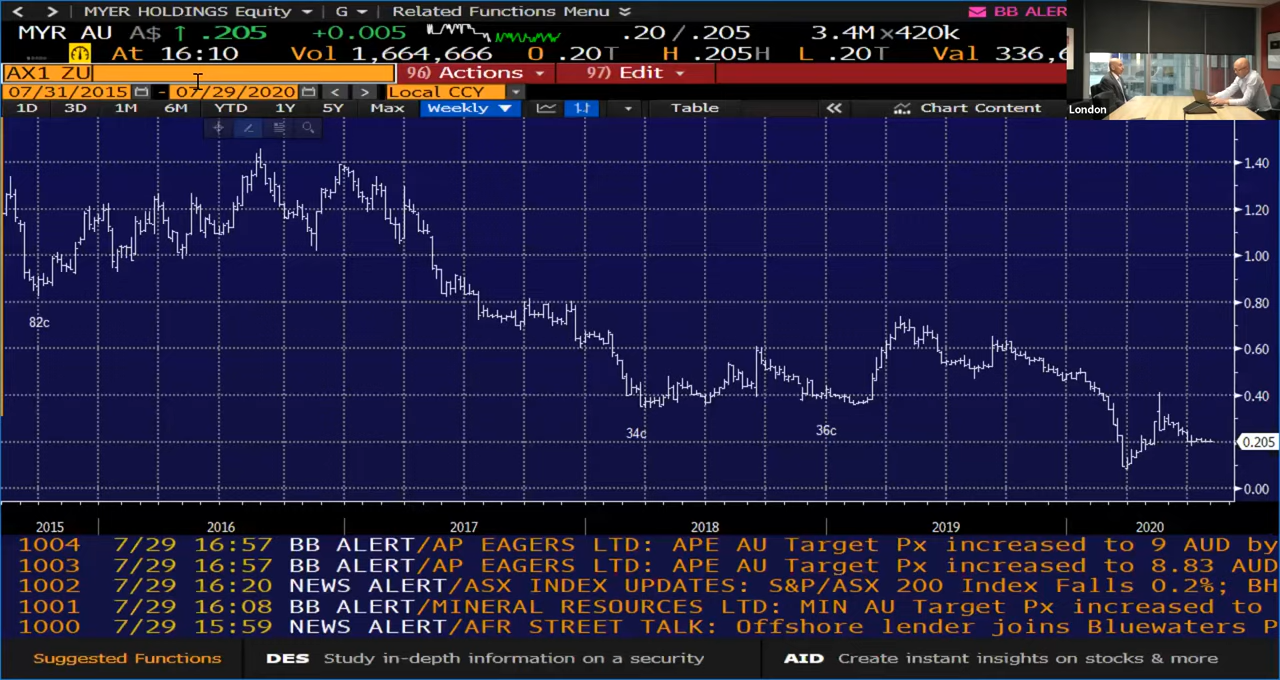 < > MYER HOLDINGS Equity G Related Functions Menu BB ALER
MYR AU A$ ↑ .205 +0.005 .20/.205 3.4M×420k
At 16:10 Vol 1,664,666 O .20T H .205H L .20T Val 336,6
AX1 ZU 96) Actions 97) Edit
07/31/2015 - 07/29/2020 < > Local CCY
1D 3D 1M 6M YTD 1Y 5Y Max Weekly Table « Chart Content
London
1.40
1.20
1.00
0.80
82c
0.60
0.40
34c 36c
0.205
0.00
2015 2016 2017 2018 2019 2020
1004 7/29 16:57 BB ALERT/AP EAGERS LTD: APE AU Target Px increased to 9 AUD by
1003 7/29 16:57 BB ALERT/AP EAGERS LTD: APE AU Target Px increased to 8.83 AUD
1002 7/29 16:20 NEWS ALERT/ASX INDEX UPDATES: S&P/ASX 200 Index Falls 0.2%; BH
1001 7/29 16:08 BB ALERT/MINERAL RESOURCES LTD: MIN AU Target Px increased to
1000 7/29 15:59 NEWS ALERT/AFR STREET TALK: Offshore lender joins Bluewaters P
Suggested Functions DES Study in-depth information on a security AID Create instant insights on stocks & more